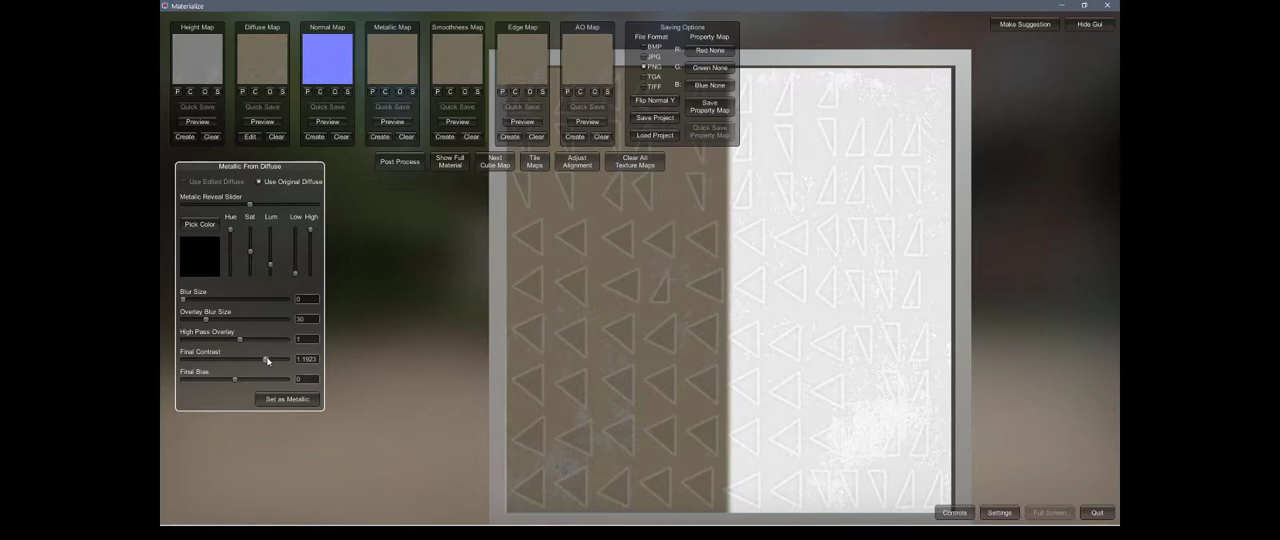 Materialize
Height Map
Diffuse Map
Normal Map
Metallic Map
Smoothness Map
Edge Map
AO Map
Saving Options
Make Suggestion
Hide Gui
File Format
Property Map
BMP
JPG
PNG
TGA
TIFF
R: Red None
G: Green None
B: Blue None
P C O S
P C O S
P C O S
P C O S
P C O S
P C O S
P C O S
Quick Save
Quick Save
Quick Save
Quick Save
Quick Save
Quick Save
Quick Save
Preview
Preview
Preview
Preview
Preview
Preview
Preview
Create Clear
Edit Clear
Create Clear
Create Clear
Create Clear
Create Clear
Create Clear
Flip Normal Y
Save Project
Load Project
Save
Property Map
Quick Save
Property Map
Post Process
Show Full
Material
Next
Cube Map
Tile
Maps
Adjust
Alignment
Clear All
Texture Maps
Metallic From Diffuse
Use Edited Diffuse
Use Original Diffuse
Metallic Reveal Slider
Pick Color
Hue Sat Lum Low High
Blur Size
0
Overlay Blur Size
30
High Pass Overlay
1
Final Contrast
1.1923
Final Bias
0
Set as Metallic
Controls
Settings
Full Screen
Quit